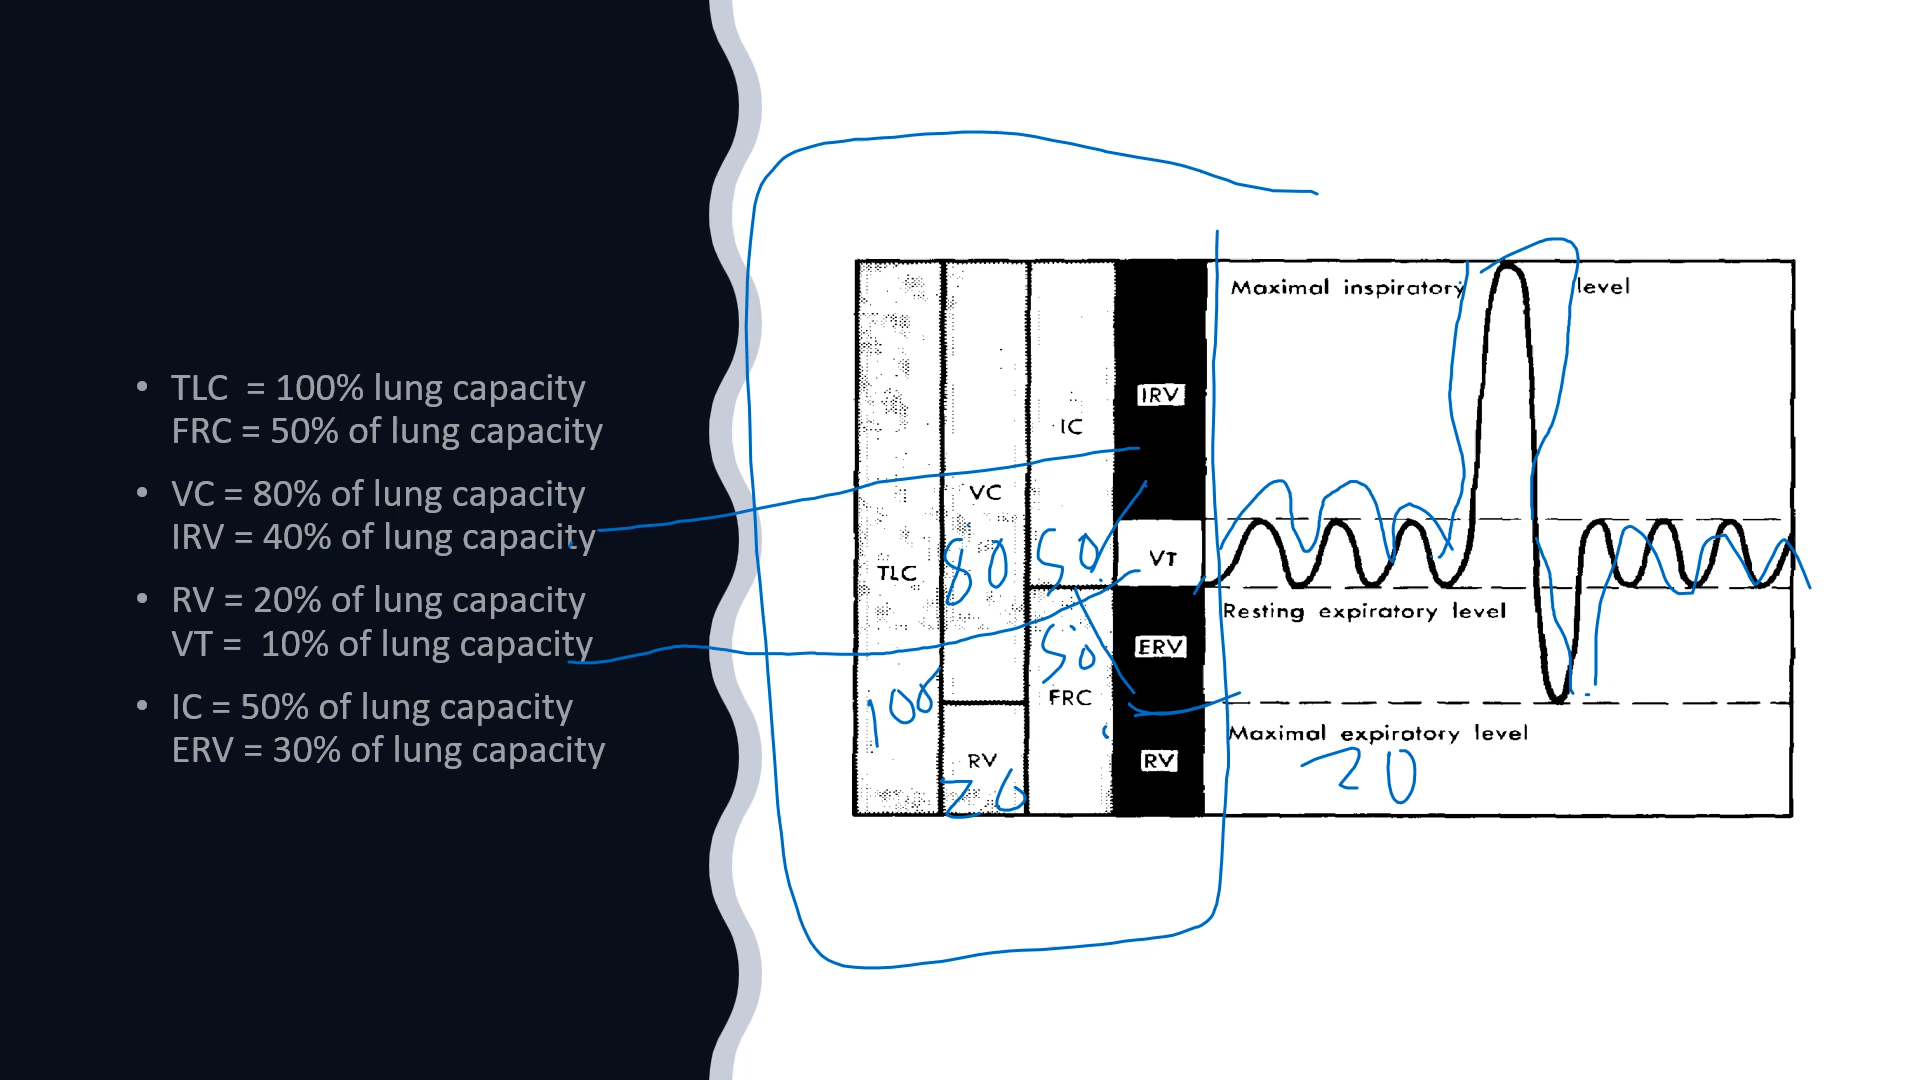 • TLC  = 100% lung capacity
FRC = 50% of lung capacity
• VC = 80% of lung capacity
IRV = 40% of lung capacity
• RV = 20% of lung capacity
VT =  10% of lung capacity
• IC = 50% of lung capacity
ERV = 30% of lung capacity
Maximal inspiratory level
IRV
IC
VC
80
50
VT
TLC
Resting expiratory level
50
ERV
100
FRC
Maximal expiratory level
RV
RV
20
20